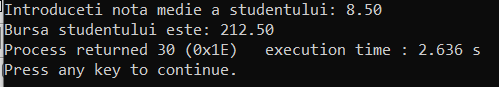 Introduceti nota medie a studentului: 8.50
Bursa studentului este: 212.50
Process returned 30 (0x1E)   execution time : 2.636 s
Press any key to continue.